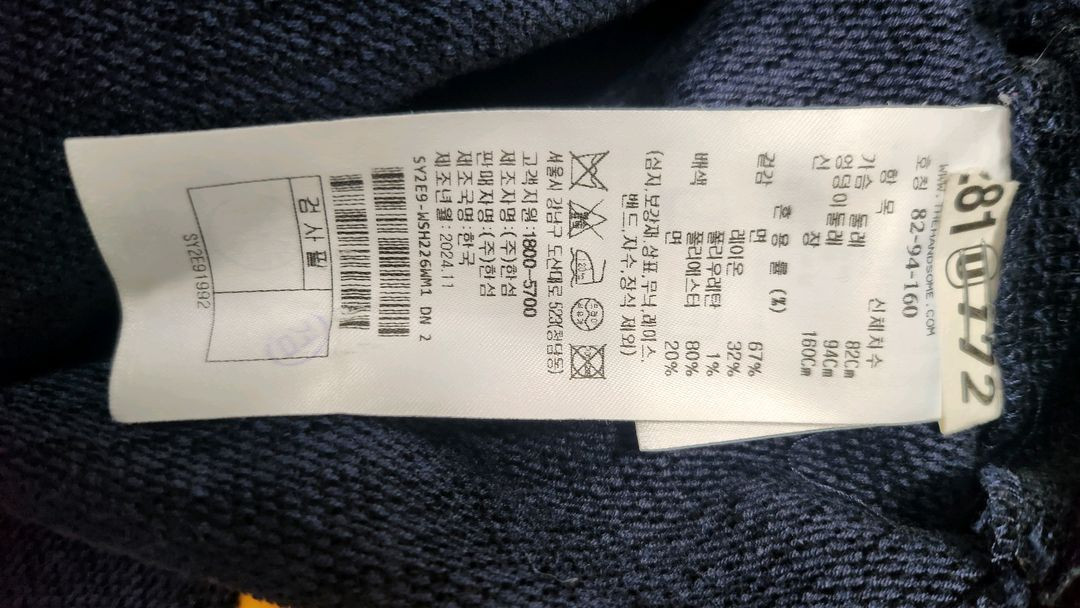 WWW.THEHANDSOME.COM
호칭 82-94-160
항 목 신체치수
가슴 둘레 82Cm
엉덩이둘레 94Cm
신 장 160Cm
혼 용 률 (%)
겉감 면 67%
레이온 32%
폴리우레탄 1%
배색 폴리에스터 80%
면 20%
(심지,보강재,상표,무늬,레이스,
밴드,자수,장식 제외)
서울시 강남구 도산대로 523(청담동)
고객지원:1800-5700
제조사명:(주)한섬
판매자명:(주)한섬
제조국명:한국
제조년월:2024.11
SY2E9-WSH226WM1 DN 2
검 사 필
SY2591982